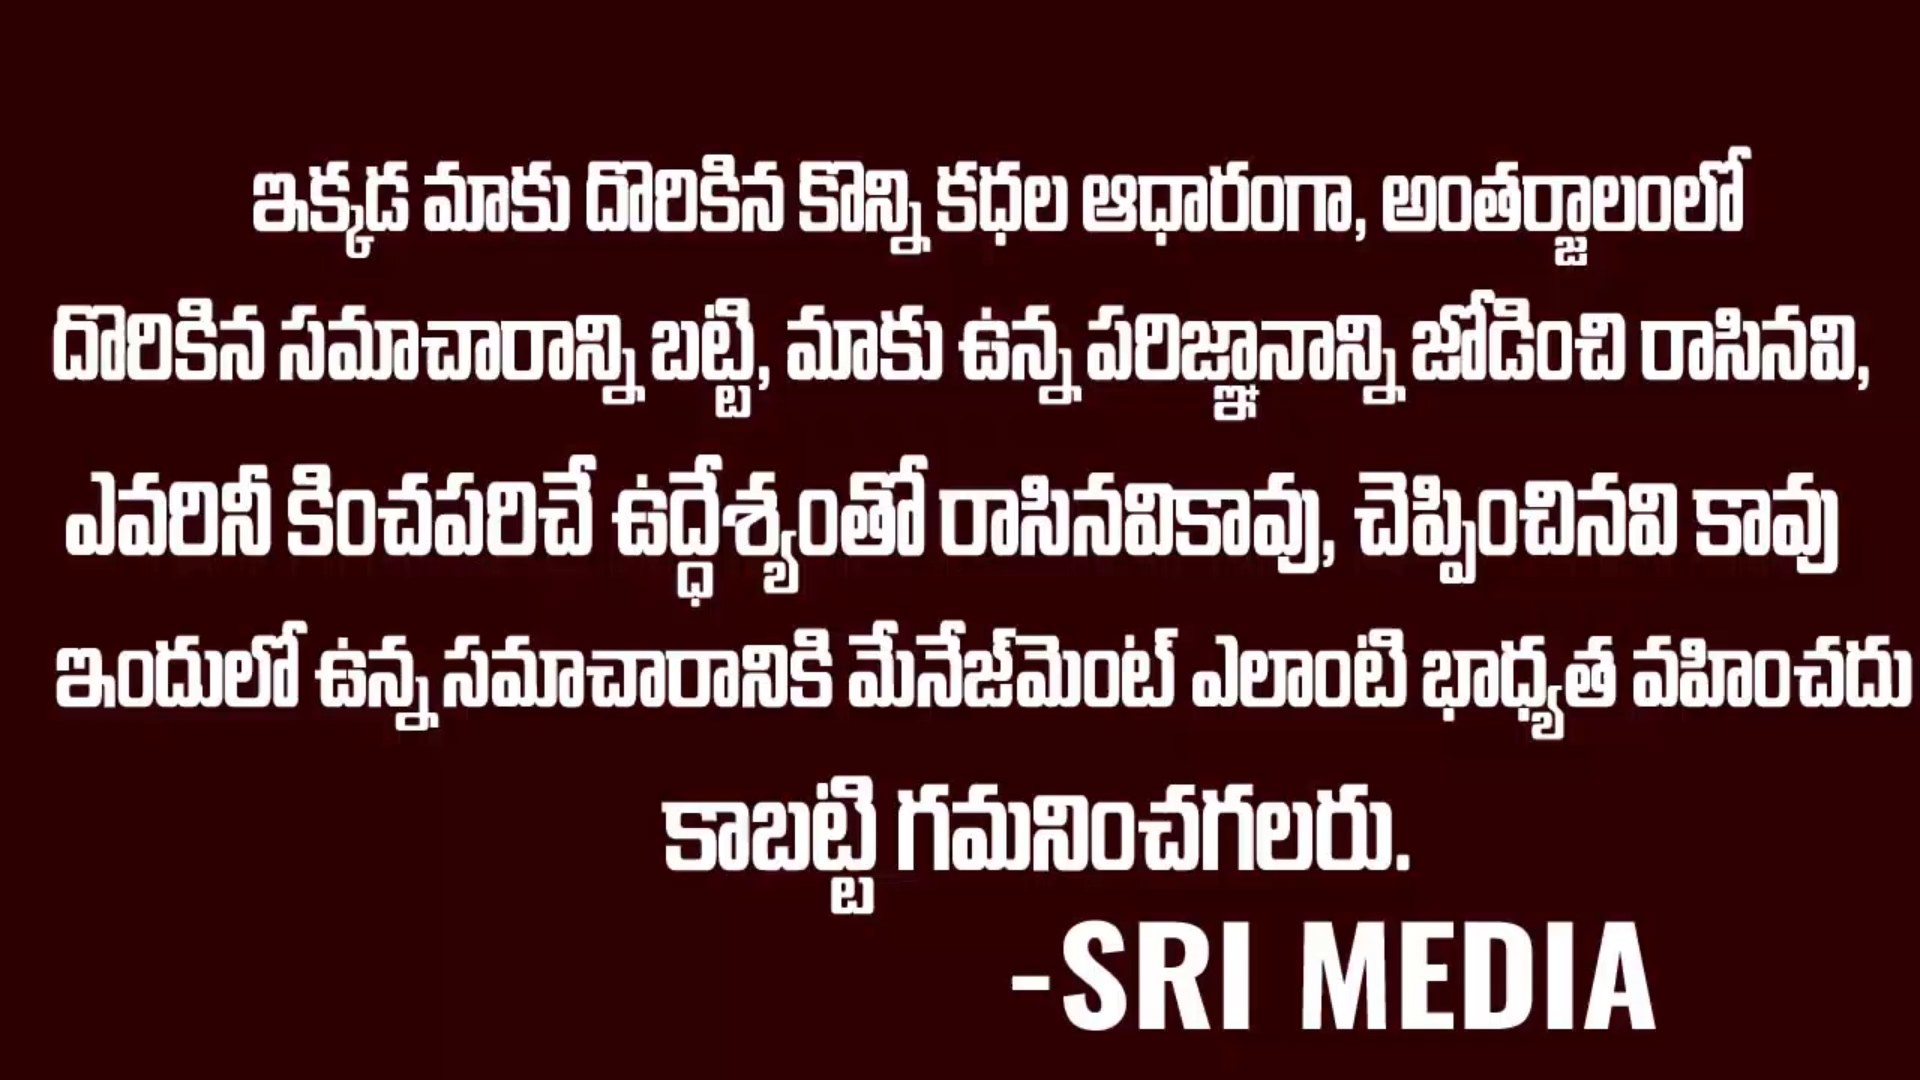 ఇక్కడ మాకు దొరికిన కొన్ని కధల ఆధారంగా, అంతర్జాలంలో
దొరికిన సమాచారాన్ని బట్టి, మాకు ఉన్న పరిజ్ఞానాన్ని జోడించి రాసినవి,
ఎవరినీ కించపరిచే ఉద్ధేశ్యంతో రాసినవికావు, చెప్పించినవి కావు
ఇందులో ఉన్న సమాచారానికి మేనేజ్‌మెంట్ ఎలాంటి భాధ్యత వహించదు
కాబట్టి గమనించగలరు.
-SRI MEDIA